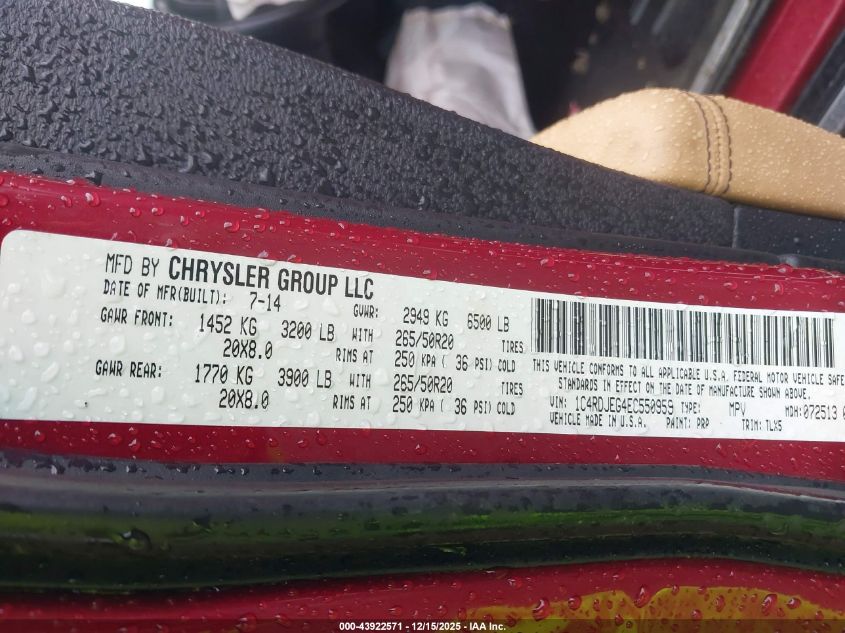 MFD BY CHRYSLER GROUP LLC
DATE OF MFR(BUILT): 7-14 GVWR: 2949 KG 6500 LB
GAWR FRONT: 1452 KG 3200 LB WITH 265/50R20 TIRES
20X8.0 RIMS AT 250 KPA ( 36 PSI) COLD
GAWR REAR: 1770 KG 3900 LB WITH 265/50R20 TIRES
20X8.0 RIMS AT 250 KPA ( 36 PSI) COLD
THIS VEHICLE CONFORMS TO ALL APPLICABLE U.S.A. FEDERAL MOTOR VEHICLE SAFE
STANDARDS IN EFFECT ON THE DATE OF MANUFACTURE SHOWN ABOVE.
VIN: 1C4RDJEG4EC550959 TYPE: MPV MDH: 072513
VEHICLE MADE IN U.S.A. PAINT: PRP TRIM: TLX5
000-43922571 - 12/15/2025 - IAA Inc.